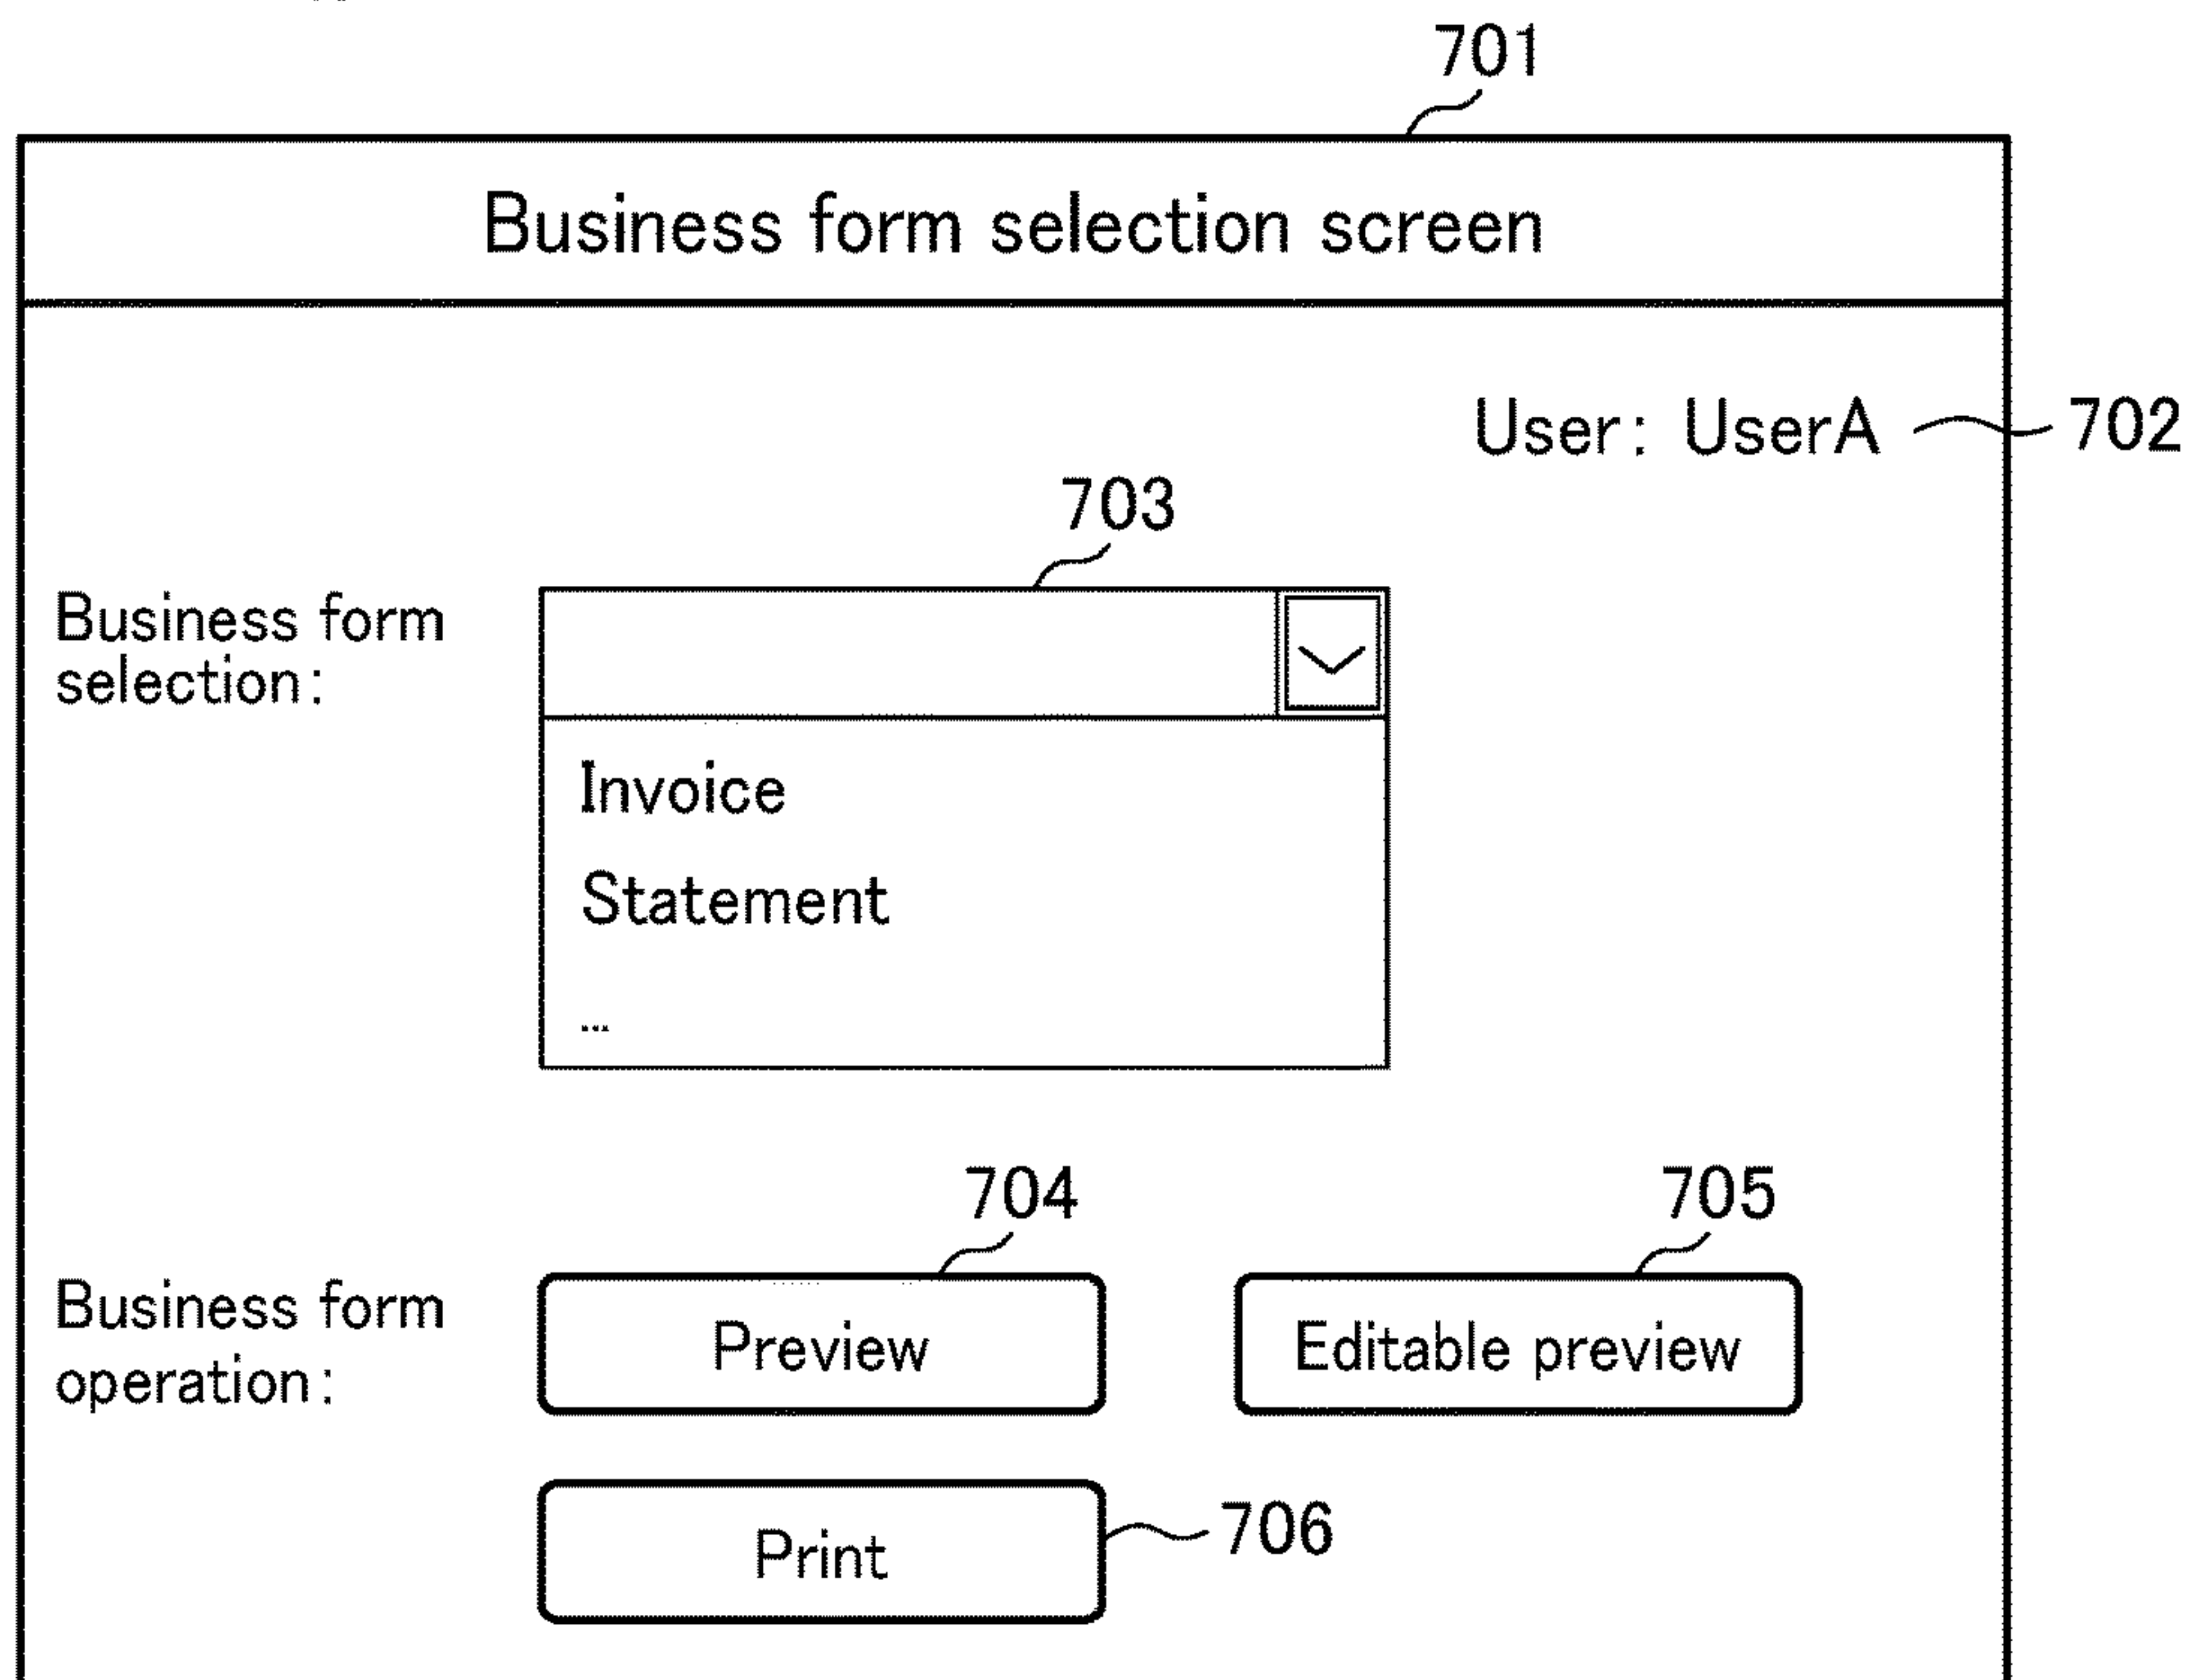 701
Business form selection screen
User: UserA 702
703
Business form
selection:
Invoice
Statement
...
704 705
Business form
operation:
Preview Editable preview
Print 706